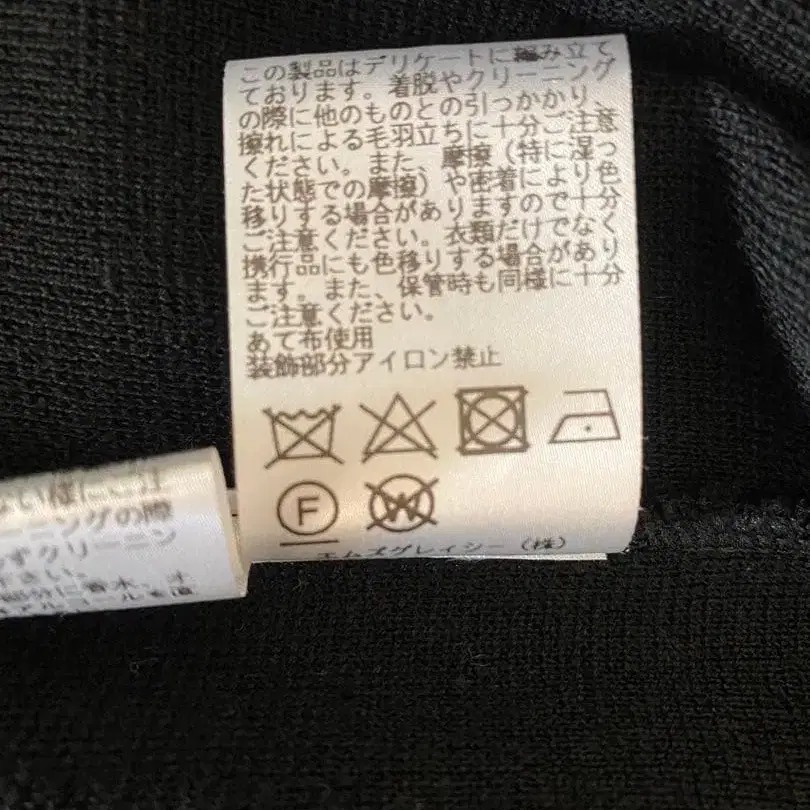 この製品はデリケートに編み立て
ております。着脱やクリーニング
の際に他のものとの引っかかり、
擦れによる毛羽立ちに十分ご注意
ください。また、摩擦（特に湿っ
た状態での摩擦）や密着により色
移りする場合がありますので十分
ご注意ください。衣類だけでなく
携行品にも色移りする場合があり
ます。また、保管時も同様に十分
ご注意ください。
あて布使用
装飾部分アイロン禁止
F
W
エムズグレイシー（株）
ない様にご注
ーニングの際
ずクリーニン
ださい。